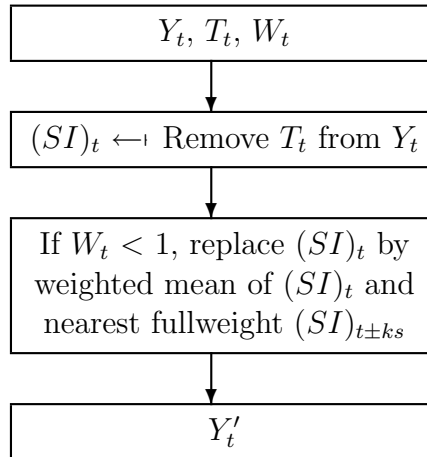 Y_t, T_t, W_t
(SI)_t ⟻ Remove T_t from Y_t
If W_t < 1, replace (SI)_t by
weighted mean of (SI)_t and
nearest fullweight (SI)_{t±ks}
Y_t′